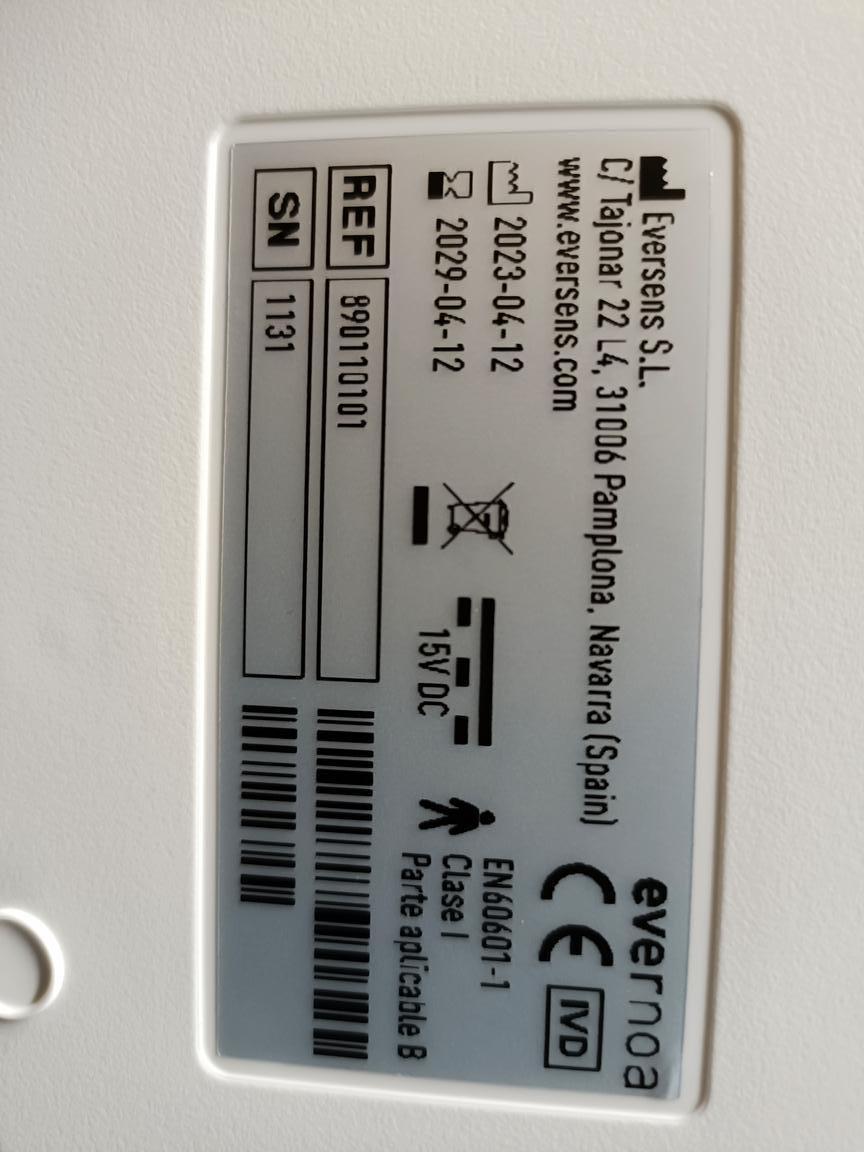 Eversens S.L.
C/ Tajonar 22 L4, 31006 Pamplona, Navarra (Spain)
www.eversens.com
evernoa
CE IVD
2023-04-12
2029-04-12
15V DC
EN60601-1
Clase I
Parte aplicable B
REF 890110101
SN 1131